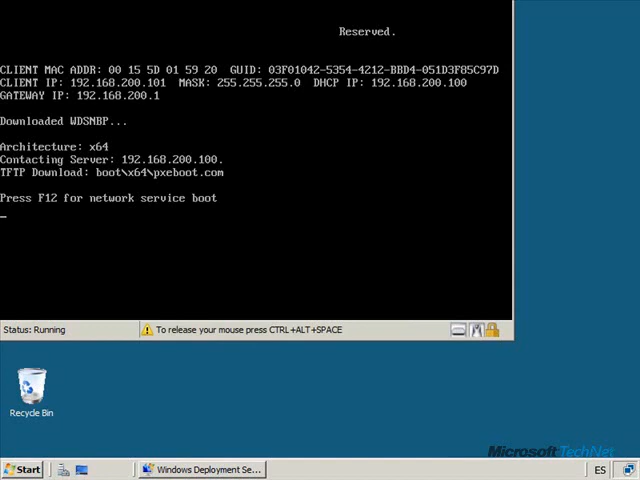 Reserved.
CLIENT MAC ADDR: 00 15 5D 01 59 20 GUID: 03F01042-5354-4212-BBD4-051D3F85C97D
CLIENT IP: 192.168.200.101 MASK: 255.255.255.0 DHCP IP: 192.168.200.100
GATEWAY IP: 192.168.200.1
Downloaded WDSNBP...
Architecture: x64
Contacting Server: 192.168.200.100.
TFTP Download: boot\x64\pxeboot.com
Press F12 for network service boot
Status: Running
To release your mouse press CTRL+ALT+SPACE
Recycle Bin
Microsoft TechNet
Start
Windows Deployment Se...
ES